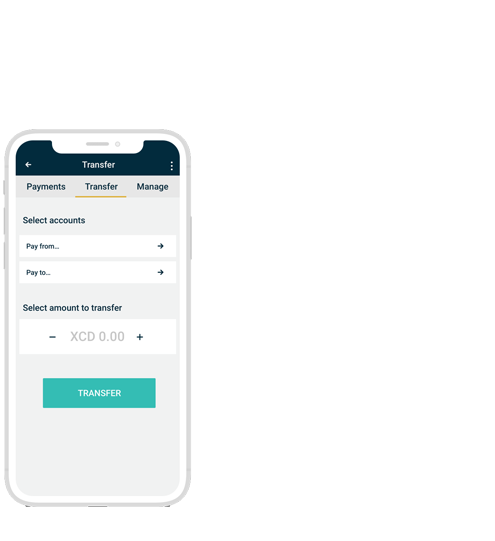 Transfer
Payments Transfer Manage
Select accounts
Pay from...
Pay to...
Select amount to transfer
XCD 0.00
TRANSFER